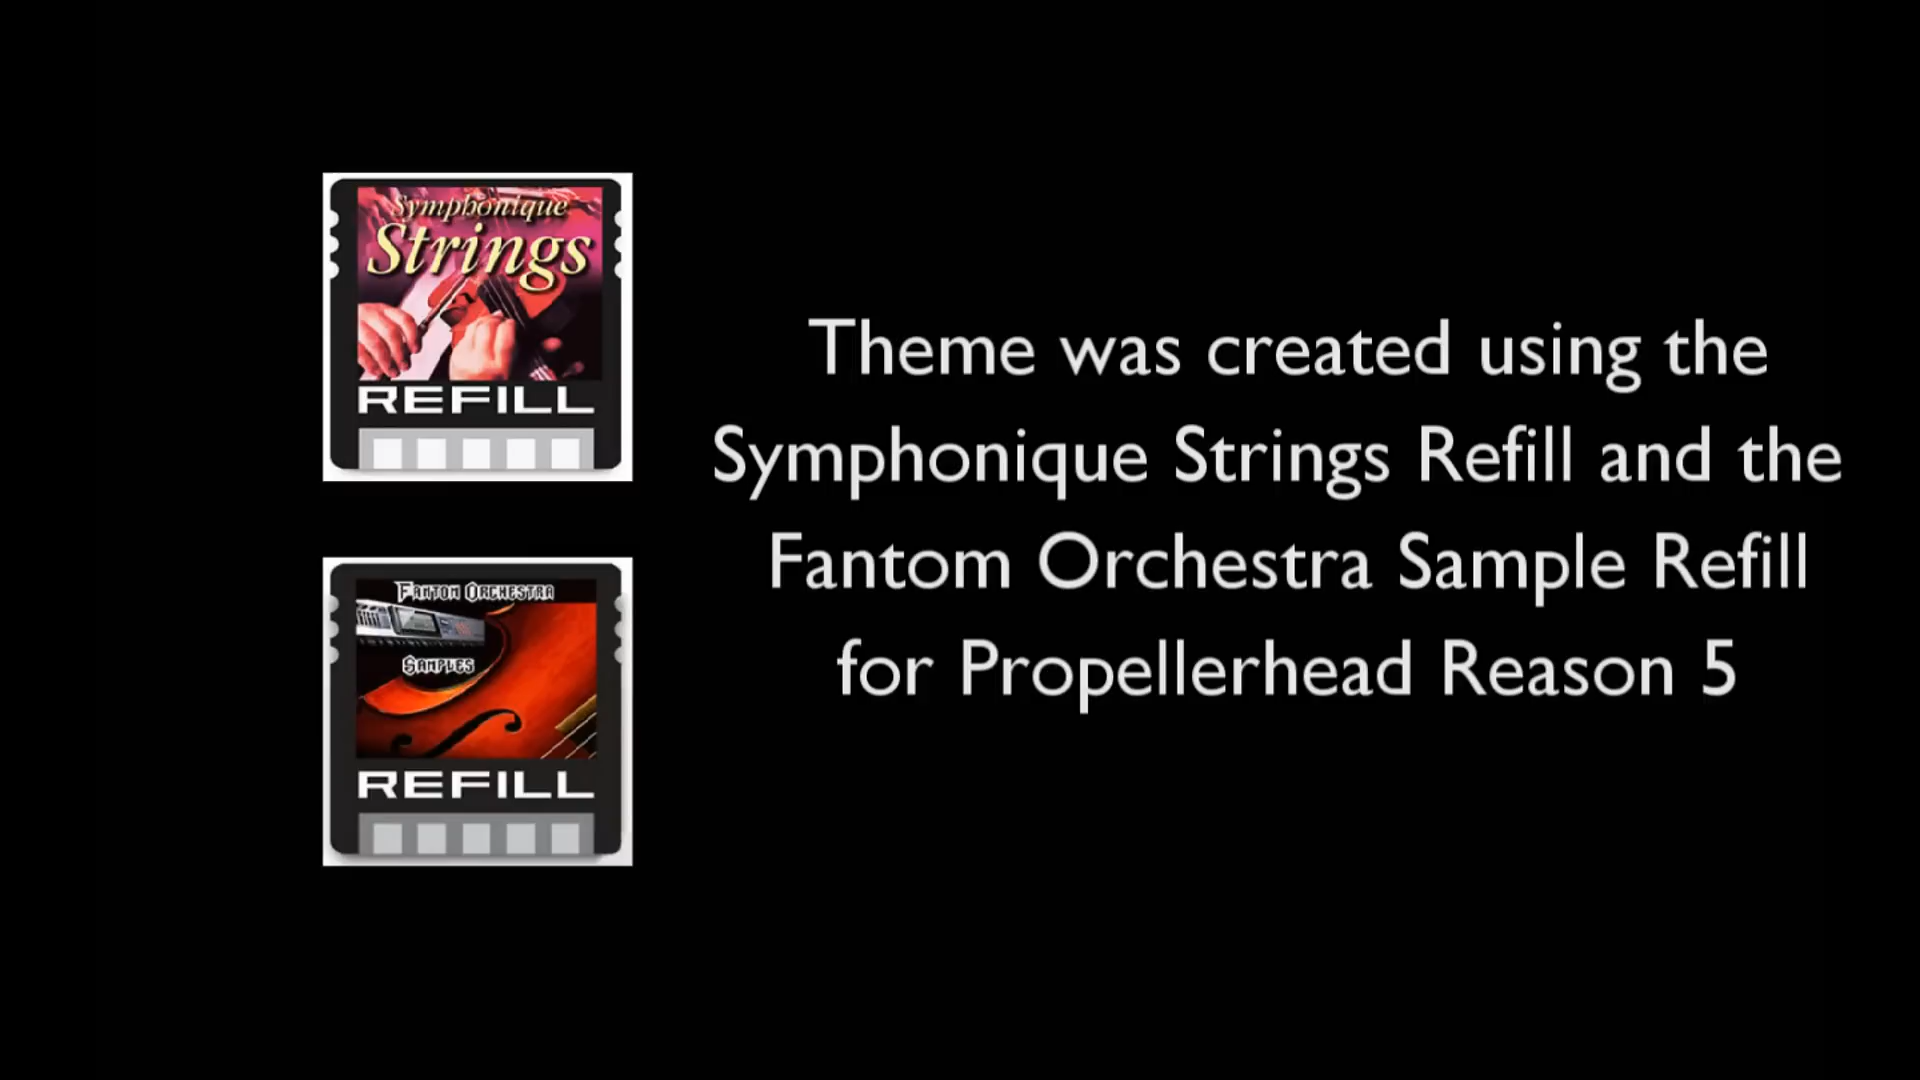 Symphonique
Strings
REFILL
Fantom Orchestra
Samples
REFILL
Theme was created using the
Symphonique Strings Refill and the
Fantom Orchestra Sample Refill
for Propellerhead Reason 5